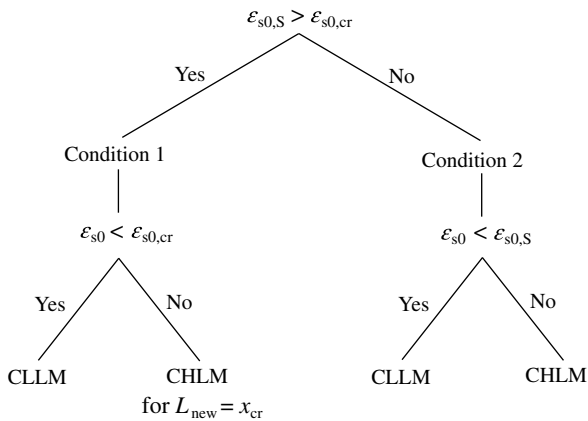 ε_{s0,S} > ε_{s0,cr}
Yes
No
Condition 1
Condition 2
ε_{s0} < ε_{s0,cr}
ε_{s0} < ε_{s0,S}
Yes
No
Yes
No
CLLM
CHLM
CLLM
CHLM
for L_{new} = x_{cr}